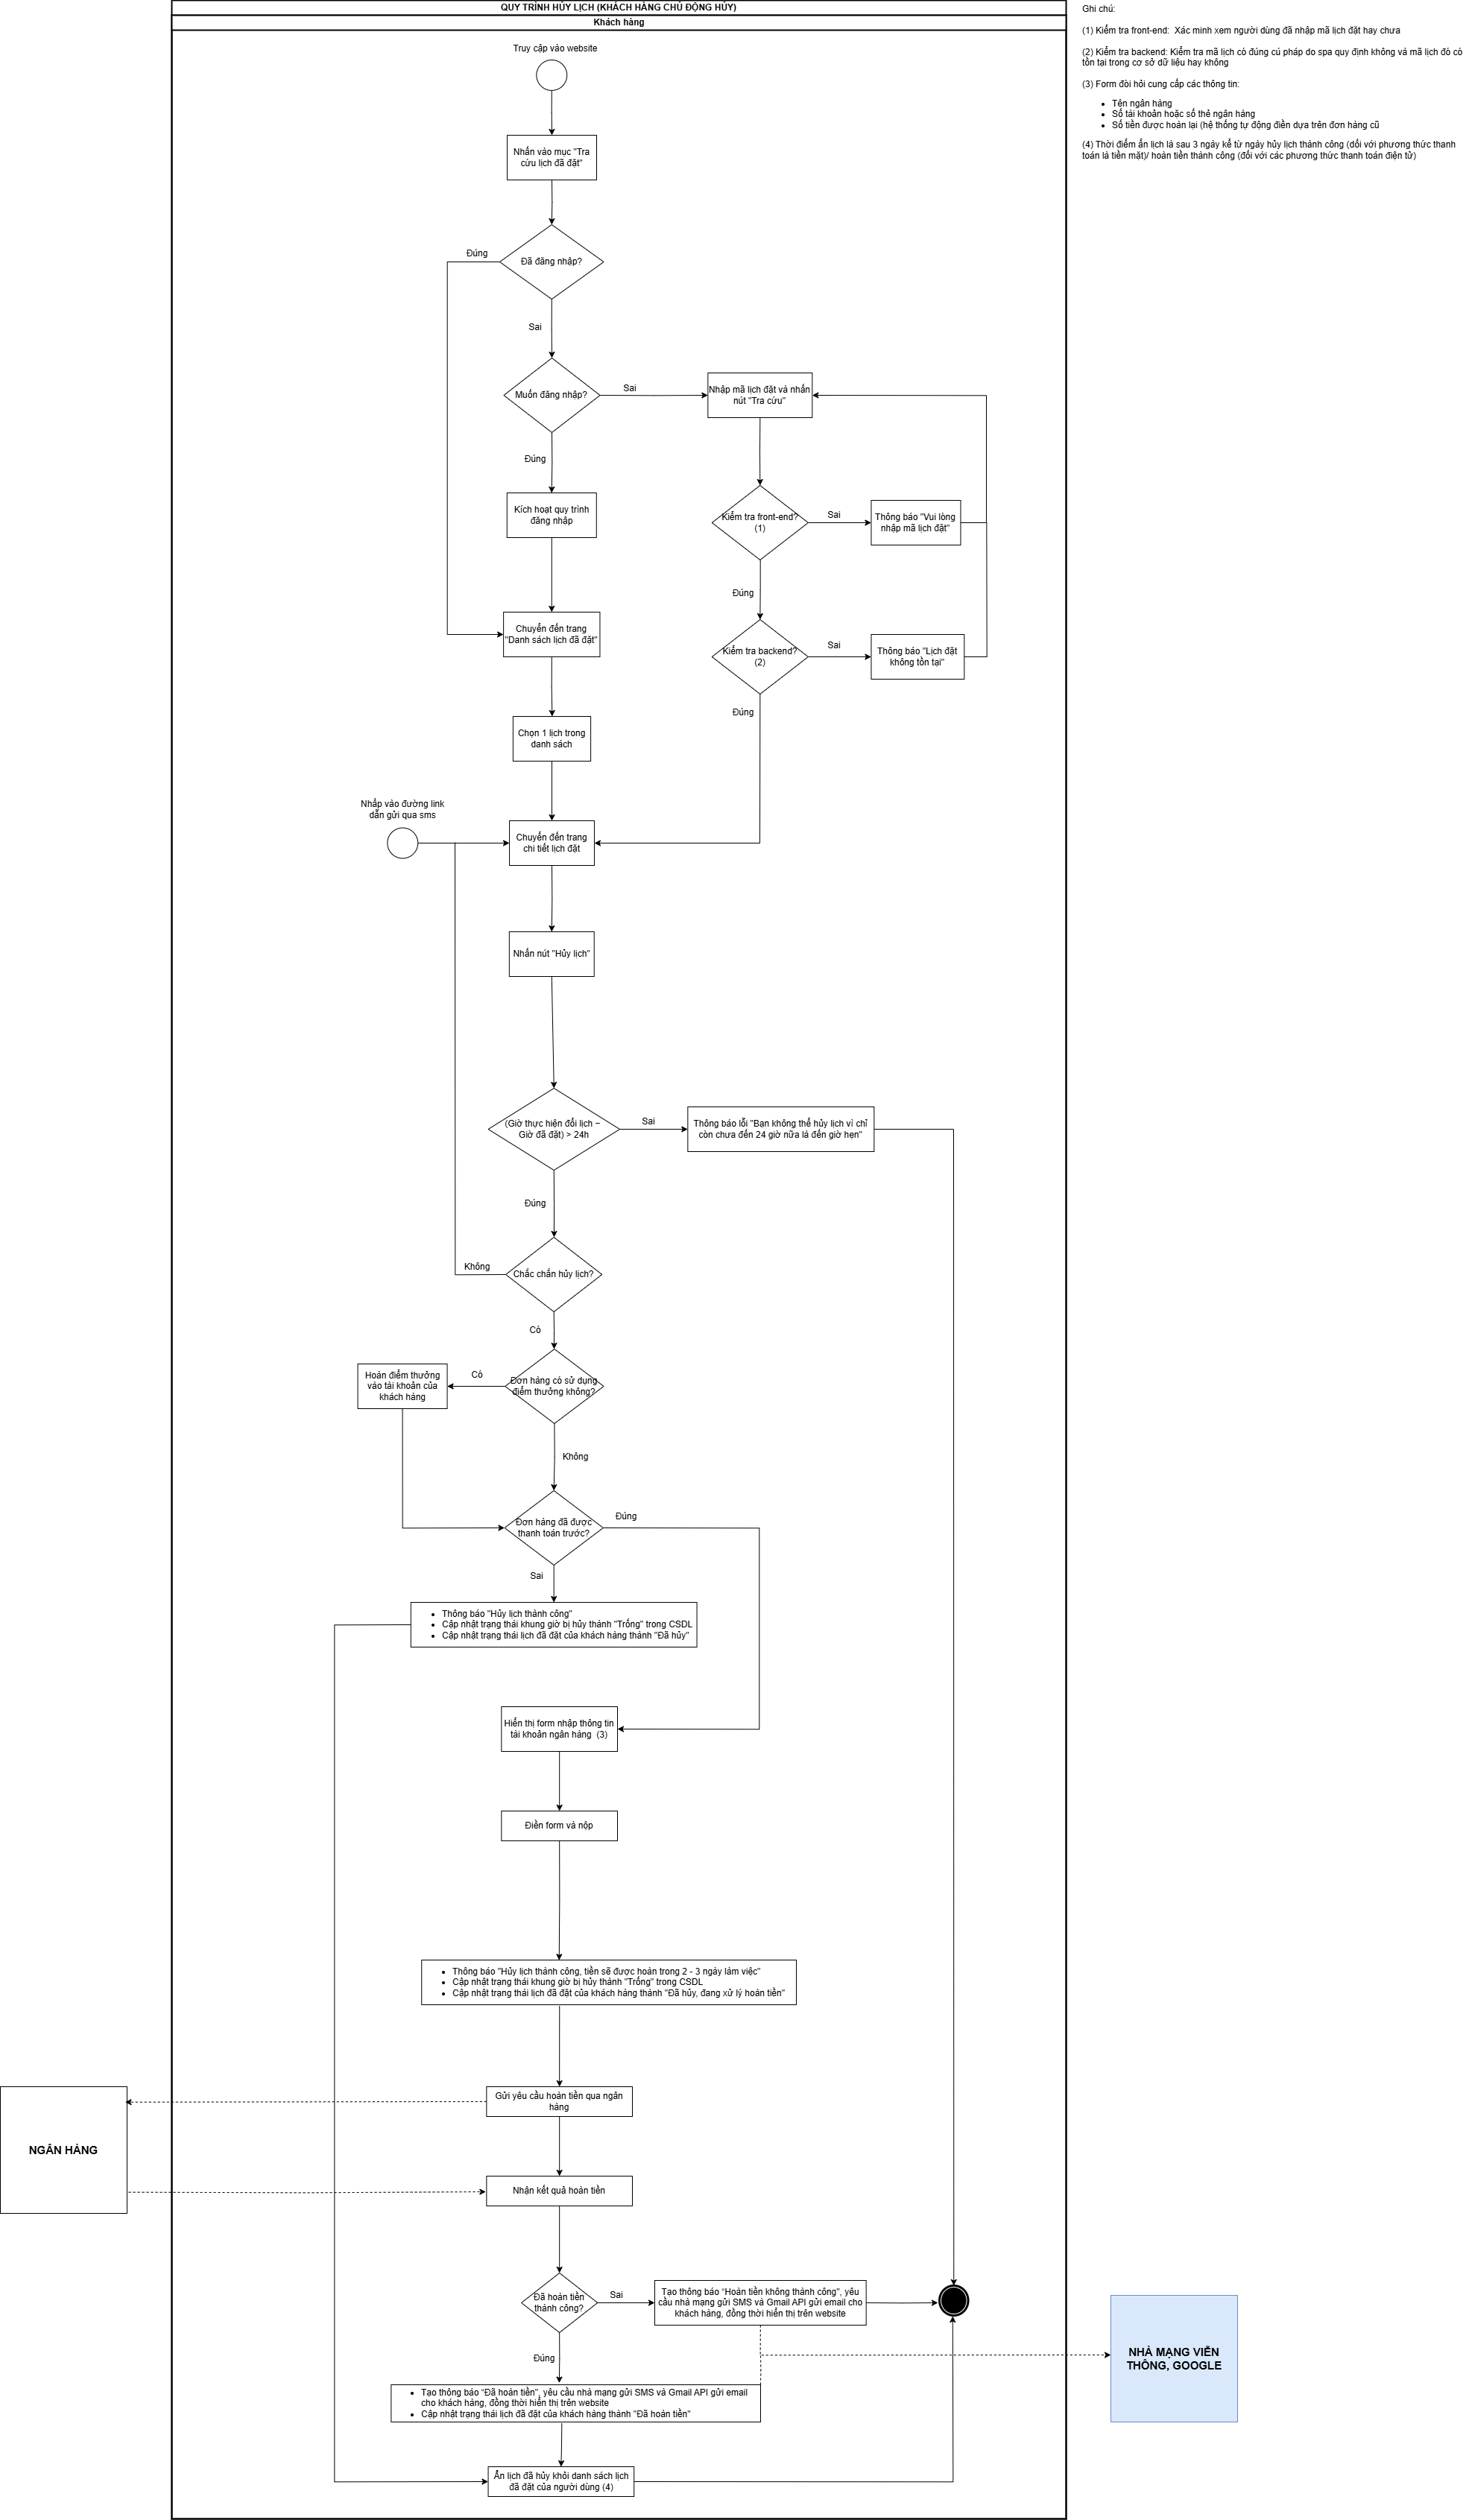 QUY TRÌNH HỦY LỊCH (KHÁCH HÀNG CHỦ ĐỘNG HỦY)
Khách hàng
Truy cập vào website
Nhấn vào mục "Tra
cứu lịch đã đặt"
Đã đăng nhập?
Đúng
Sai
Muốn đăng nhập?
Sai
Nhập mã lịch đặt và nhấn
nút "Tra cứu"
Đúng
Kích hoạt quy trình
đăng nhập
Kiểm tra front-end?
(1)
Sai
Thông báo "Vui lòng
nhập mã lịch đặt"
Đúng
Chuyển đến trang
"Danh sách lịch đã đặt"
Kiểm tra backend?
(2)
Sai
Thông báo "Lịch đặt
không tồn tại"
Đúng
Chọn 1 lịch trong
danh sách
Nhấp vào đường link
dẫn gửi qua sms
Chuyển đến trang
chi tiết lịch đặt
Nhấn nút "Hủy lịch"
(Giờ thực hiện đổi lịch −
Giờ đã đặt) > 24h
Sai
Thông báo lỗi "Bạn không thể hủy lịch vì chỉ
còn chưa đến 24 giờ nữa là đến giờ hẹn"
Đúng
Không
Chắc chắn hủy lịch?
Có
Đơn hàng có sử dụng
điểm thưởng không?
Có
Hoàn điểm thưởng
vào tài khoản của
khách hàng
Không
Đơn hàng đã được
thanh toán trước?
Đúng
Sai
• Thông báo "Hủy lịch thành công"
• Cập nhật trạng thái khung giờ bị hủy thành "Trống" trong CSDL
• Cập nhật trạng thái lịch đã đặt của khách hàng thành "Đã hủy"
Hiển thị form nhập thông tin
tài khoản ngân hàng (3)
Điền form và nộp
• Thông báo "Hủy lịch thành công, tiền sẽ được hoàn trong 2 - 3 ngày làm việc"
• Cập nhật trạng thái khung giờ bị hủy thành "Trống" trong CSDL
• Cập nhật trạng thái lịch đã đặt của khách hàng thành "Đã hủy, đang xử lý hoàn tiền"
Gửi yêu cầu hoàn tiền qua ngân
hàng
NGÂN HÀNG
Nhận kết quả hoàn tiền
Đã hoàn tiền
thành công?
Sai
Tạo thông báo “Hoàn tiền không thành công”, yêu
cầu nhà mạng gửi SMS và Gmail API gửi email cho
khách hàng, đồng thời hiển thị trên website
Đúng
NHÀ MẠNG VIỄN
THÔNG, GOOGLE
• Tạo thông báo “Đã hoàn tiền”, yêu cầu nhà mạng gửi SMS và Gmail API gửi email
cho khách hàng, đồng thời hiển thị trên website
• Cập nhật trạng thái lịch đã đặt của khách hàng thành "Đã hoàn tiền"
Ẩn lịch đã hủy khỏi danh sách lịch
đã đặt của người dùng (4)
Ghi chú:
(1) Kiểm tra front-end: Xác minh xem người dùng đã nhập mã lịch đặt hay chưa
(2) Kiểm tra backend: Kiểm tra mã lịch có đúng cú pháp do spa quy định không và mã lịch đó có
tồn tại trong cơ sở dữ liệu hay không
(3) Form đòi hỏi cung cấp các thông tin:
• Tên ngân hàng
• Số tài khoản hoặc số thẻ ngân hàng
• Số tiền được hoàn lại (hệ thống tự động điền dựa trên đơn hàng cũ
(4) Thời điểm ẩn lịch là sau 3 ngày kể từ ngày hủy lịch thành công (đối với phương thức thanh
toán là tiền mặt)/ hoàn tiền thành công (đối với các phương thức thanh toán điện tử)